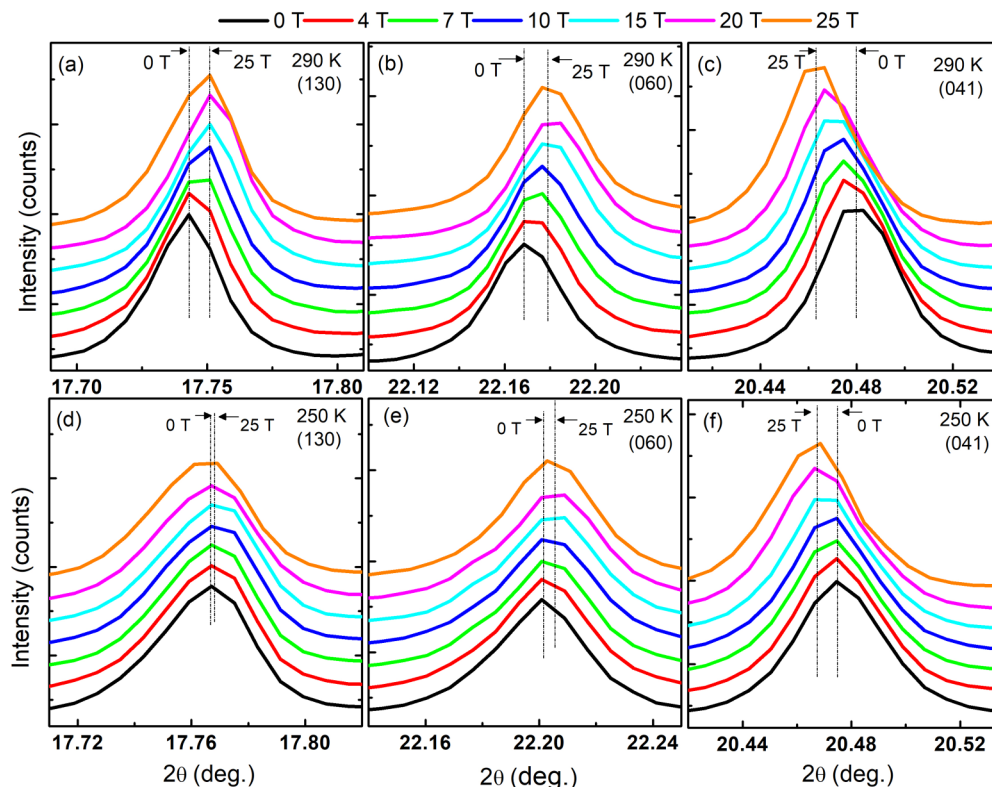 0 T 4 T 7 T 10 T 15 T 20 T 25 T
(a) 0 T 25 T 290 K
(130)
(b) 0 T 25 T 290 K
(060)
(c) 25 T 0 T 290 K
(041)
Intensity (counts)
17.70 17.75 17.80
22.12 22.16 22.20
20.44 20.48 20.52
(d) 0 T 25 T 250 K
(130)
(e) 0 T 25 T 250 K
(060)
(f) 25 T 0 T 250 K
(041)
Intensity (counts)
17.72 17.76 17.80
22.16 22.20 22.24
20.44 20.48 20.52
2θ (deg.) 2θ (deg.) 2θ (deg.)